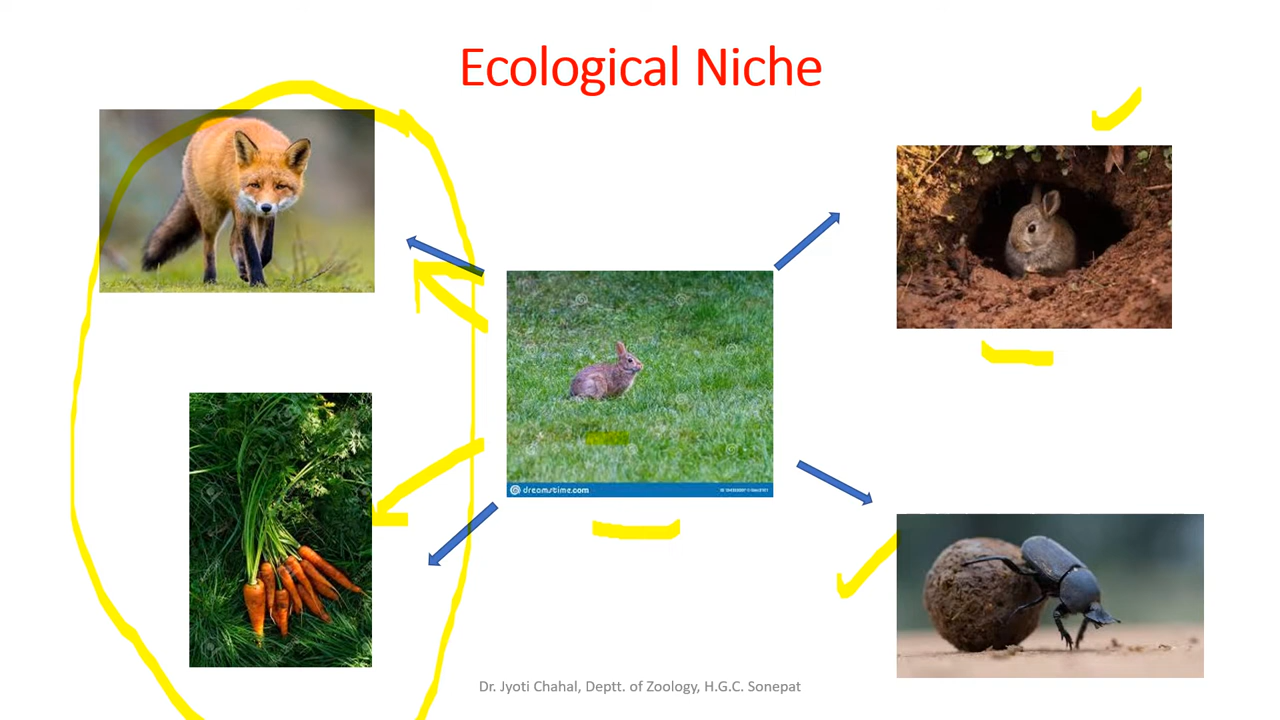 Ecological Niche
dreamstime.com
Dr. Jyoti Chahal, Deptt. of Zoology, H.G.C. Sonepat